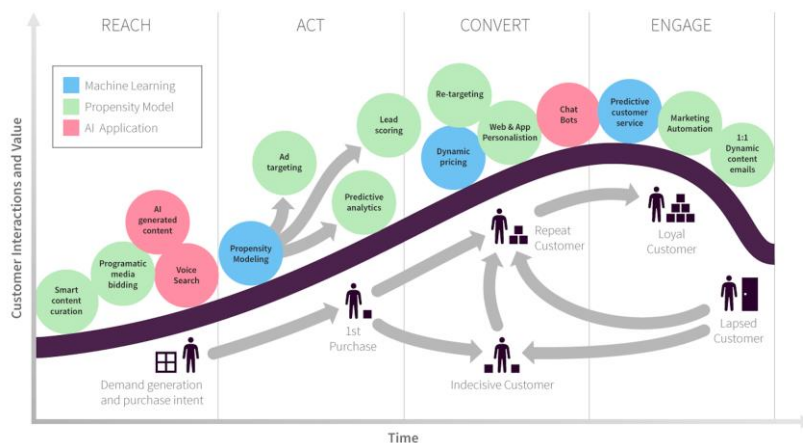 REACH
ACT
CONVERT
ENGAGE
Machine Learning
Propensity Model
AI Application
Customer Interactions and Value
Smart
content
curation
Programatic
media
bidding
AI
generated
content
Voice
Search
Propensity
Modeling
Ad
targeting
Lead
scoring
Predictive
analytics
Re-targeting
Dynamic
pricing
Web & App
Personalistion
Chat
Bots
Predictive
customer
service
Marketing
Automation
1:1
Dynamic
content
emails
Demand generation
and purchase intent
1st
Purchase
Repeat
Customer
Indecisive Customer
Loyal
Customer
Lapsed
Customer
Time